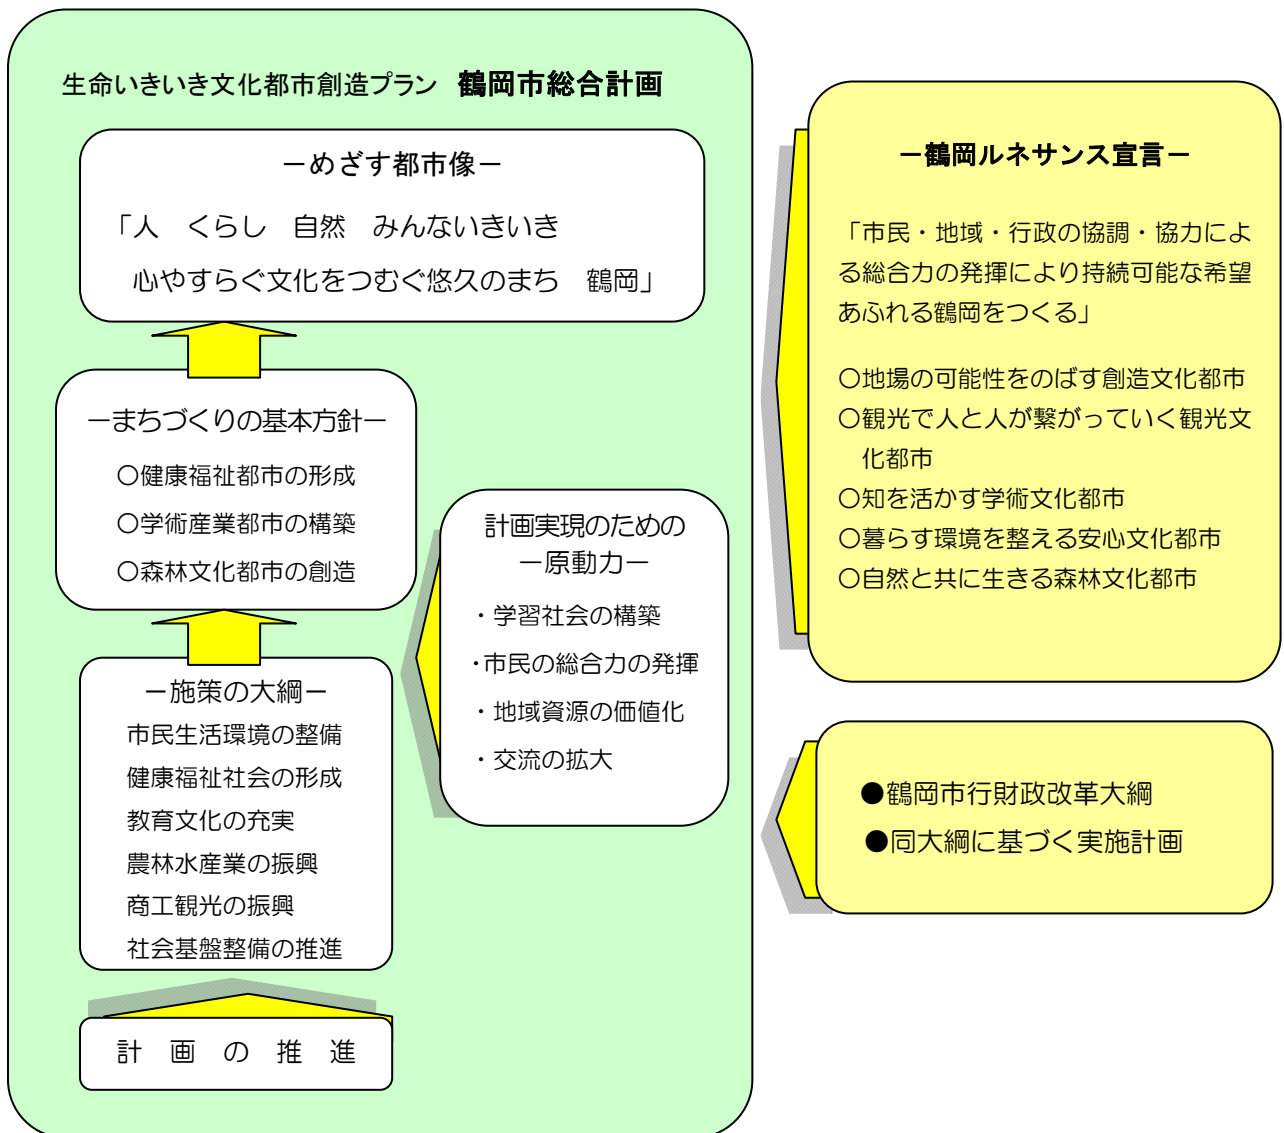 生命いきいき文化都市創造プラン　鶴岡市総合計画
－めざす都市像－
「人　くらし　自然　みんないきいき
心やすらぐ文化をつむぐ悠久のまち　鶴岡」
－まちづくりの基本方針－
○健康福祉都市の形成
○学術産業都市の構築
○森林文化都市の創造
計画実現のための
－原動力－
・学習社会の構築
・市民の総合力の発揮
・地域資源の価値化
・交流の拡大
－施策の大綱－
市民生活環境の整備
健康福祉社会の形成
教育文化の充実
農林水産業の振興
商工観光の振興
社会基盤整備の推進
計　画　の　推　進
－鶴岡ルネサンス宣言－
「市民・地域・行政の協調・協力によ
る総合力の発揮により持続可能な希望
あふれる鶴岡をつくる」
○地場の可能性をのばす創造文化都市
○観光で人と人が繋がっていく観光文
化都市
○知を活かす学術文化都市
○暮らす環境を整える安心文化都市
○自然と共に生きる森林文化都市
●鶴岡市行財政改革大綱
●同大綱に基づく実施計画